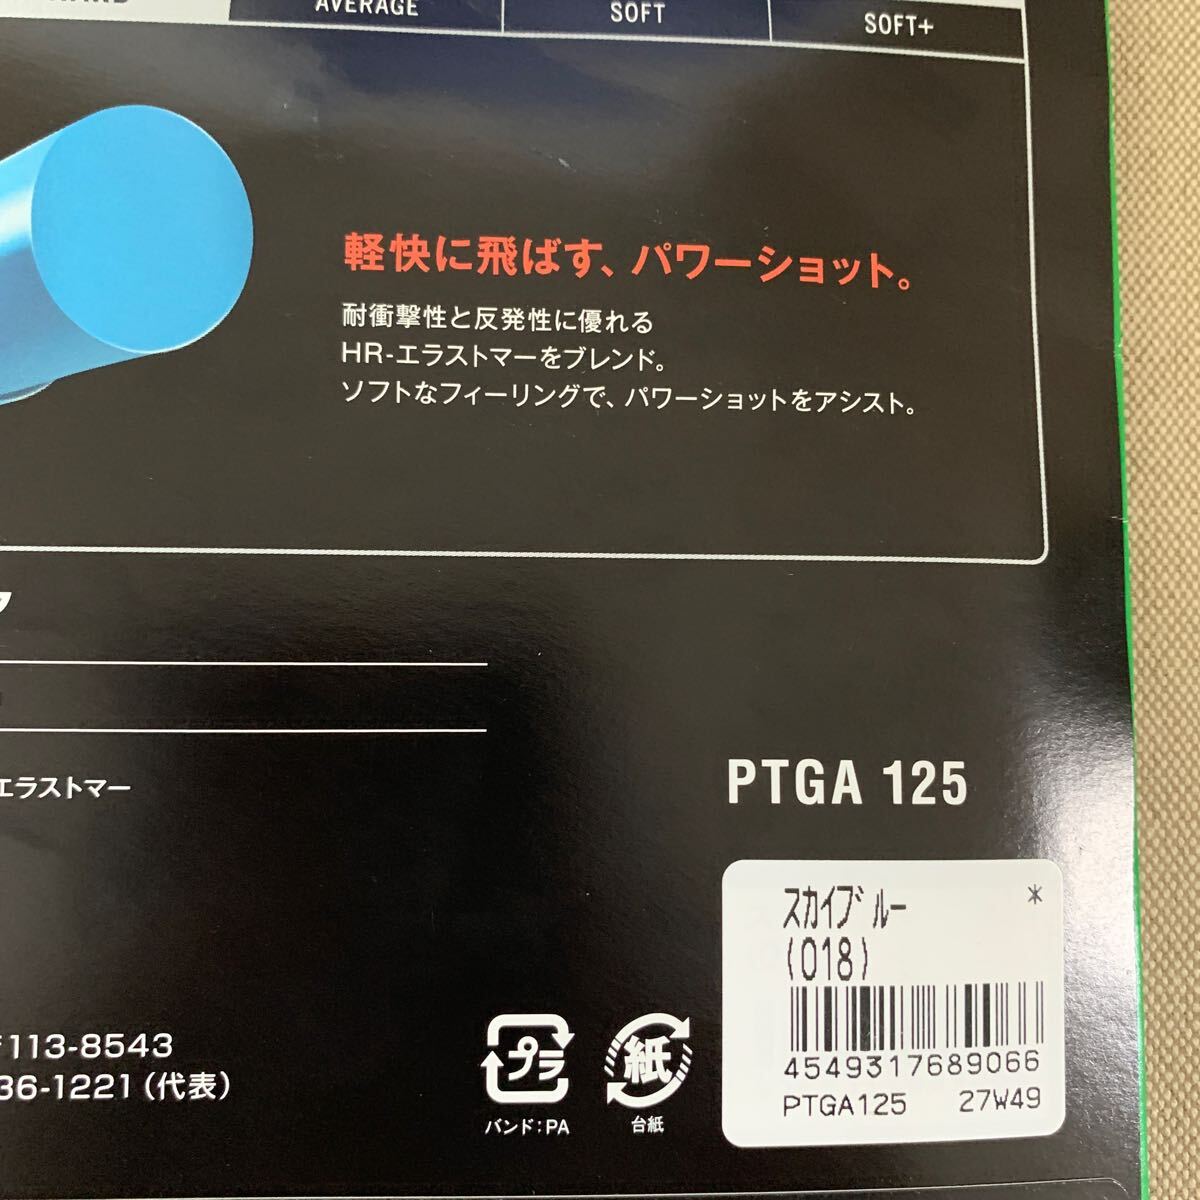 AVERAGE
SOFT
SOFT+
軽快に飛ばす、パワーショット。
耐衝撃性と反発性に優れる
HR-エラストマーをブレンド。
ソフトなフィーリングで、パワーショットをアシスト。
エラストマー
PTGA 125
スカイブルー
*
(018)
4549317689066
PTGA125 27W49
〒113-8543
36-1221(代表)
プラ
バンド:PA
紙
台紙